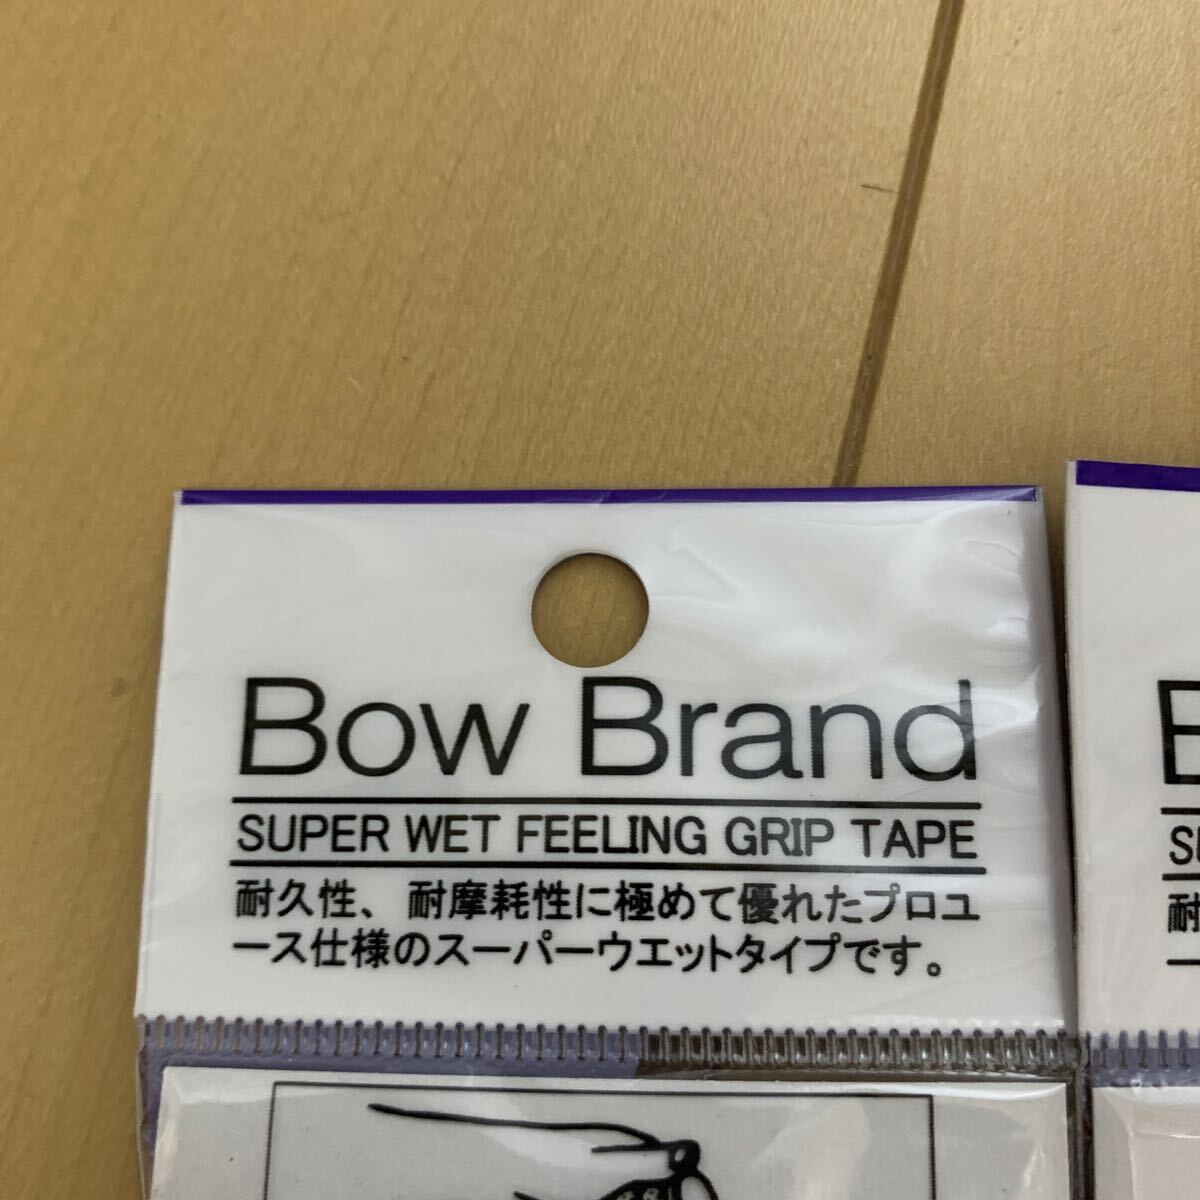 Bow Brand
SUPER WET FEELING GRIP TAPE
耐久性、耐摩耗性に極めて優れたプロユ
ース仕様のスーパーウエットタイプです。
耐